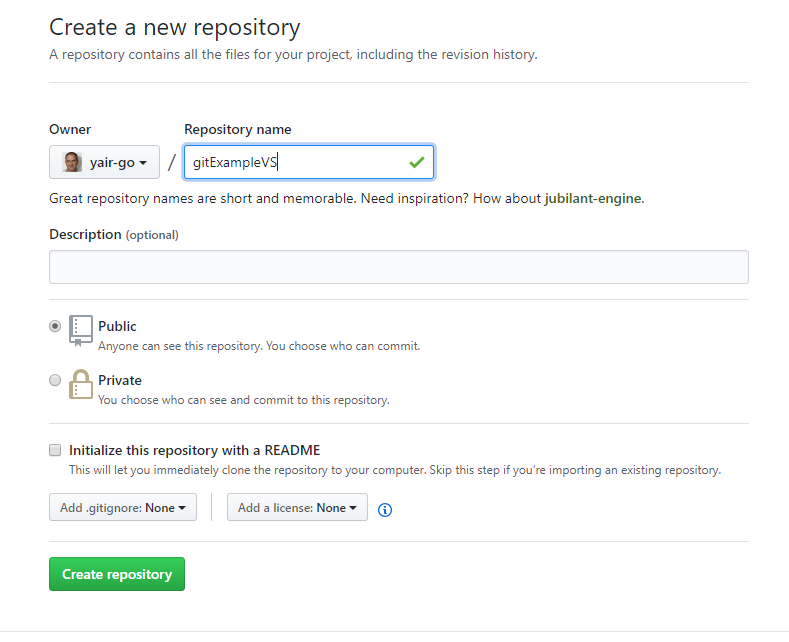 Create a new repository
A repository contains all the files for your project, including the revision history.
Owner
Repository name
yair-go / gitExampleVS
Great repository names are short and memorable. Need inspiration? How about jubilant-engine.
Description (optional)
Public
Anyone can see this repository. You choose who can commit.
Private
You choose who can see and commit to this repository.
Initialize this repository with a README
This will let you immediately clone the repository to your computer. Skip this step if you’re importing an existing repository.
Add .gitignore: None
Add a license: None
Create repository